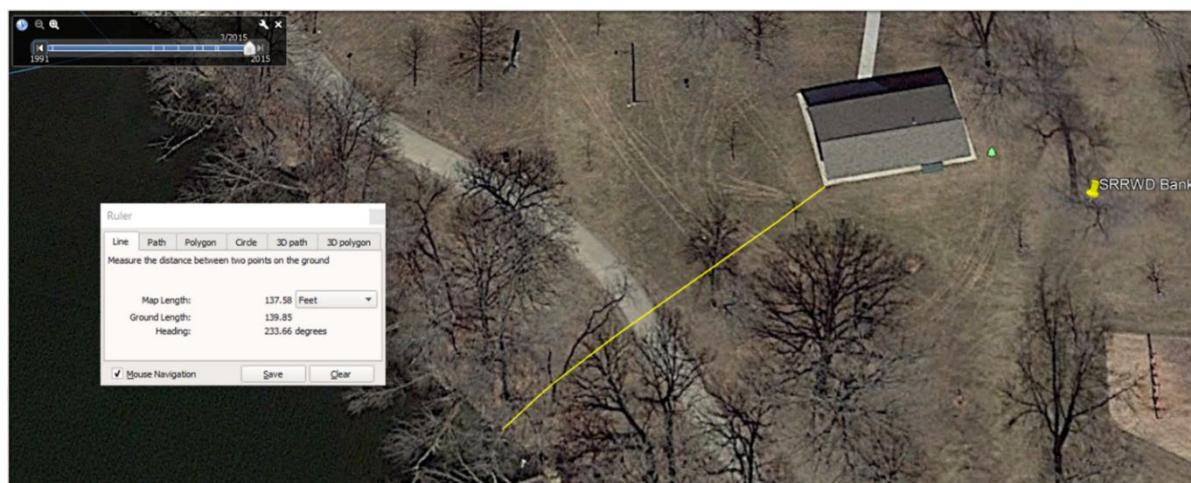 3/2015
1991
2015
SRRWD Bank
Ruler
Line Path Polygon Circle 3D path 3D polygon
Measure the distance between two points on the ground
Map Length: 137.58 Feet
Ground Length: 139.85
Heading: 233.66 degrees
Mouse Navigation Save Clear